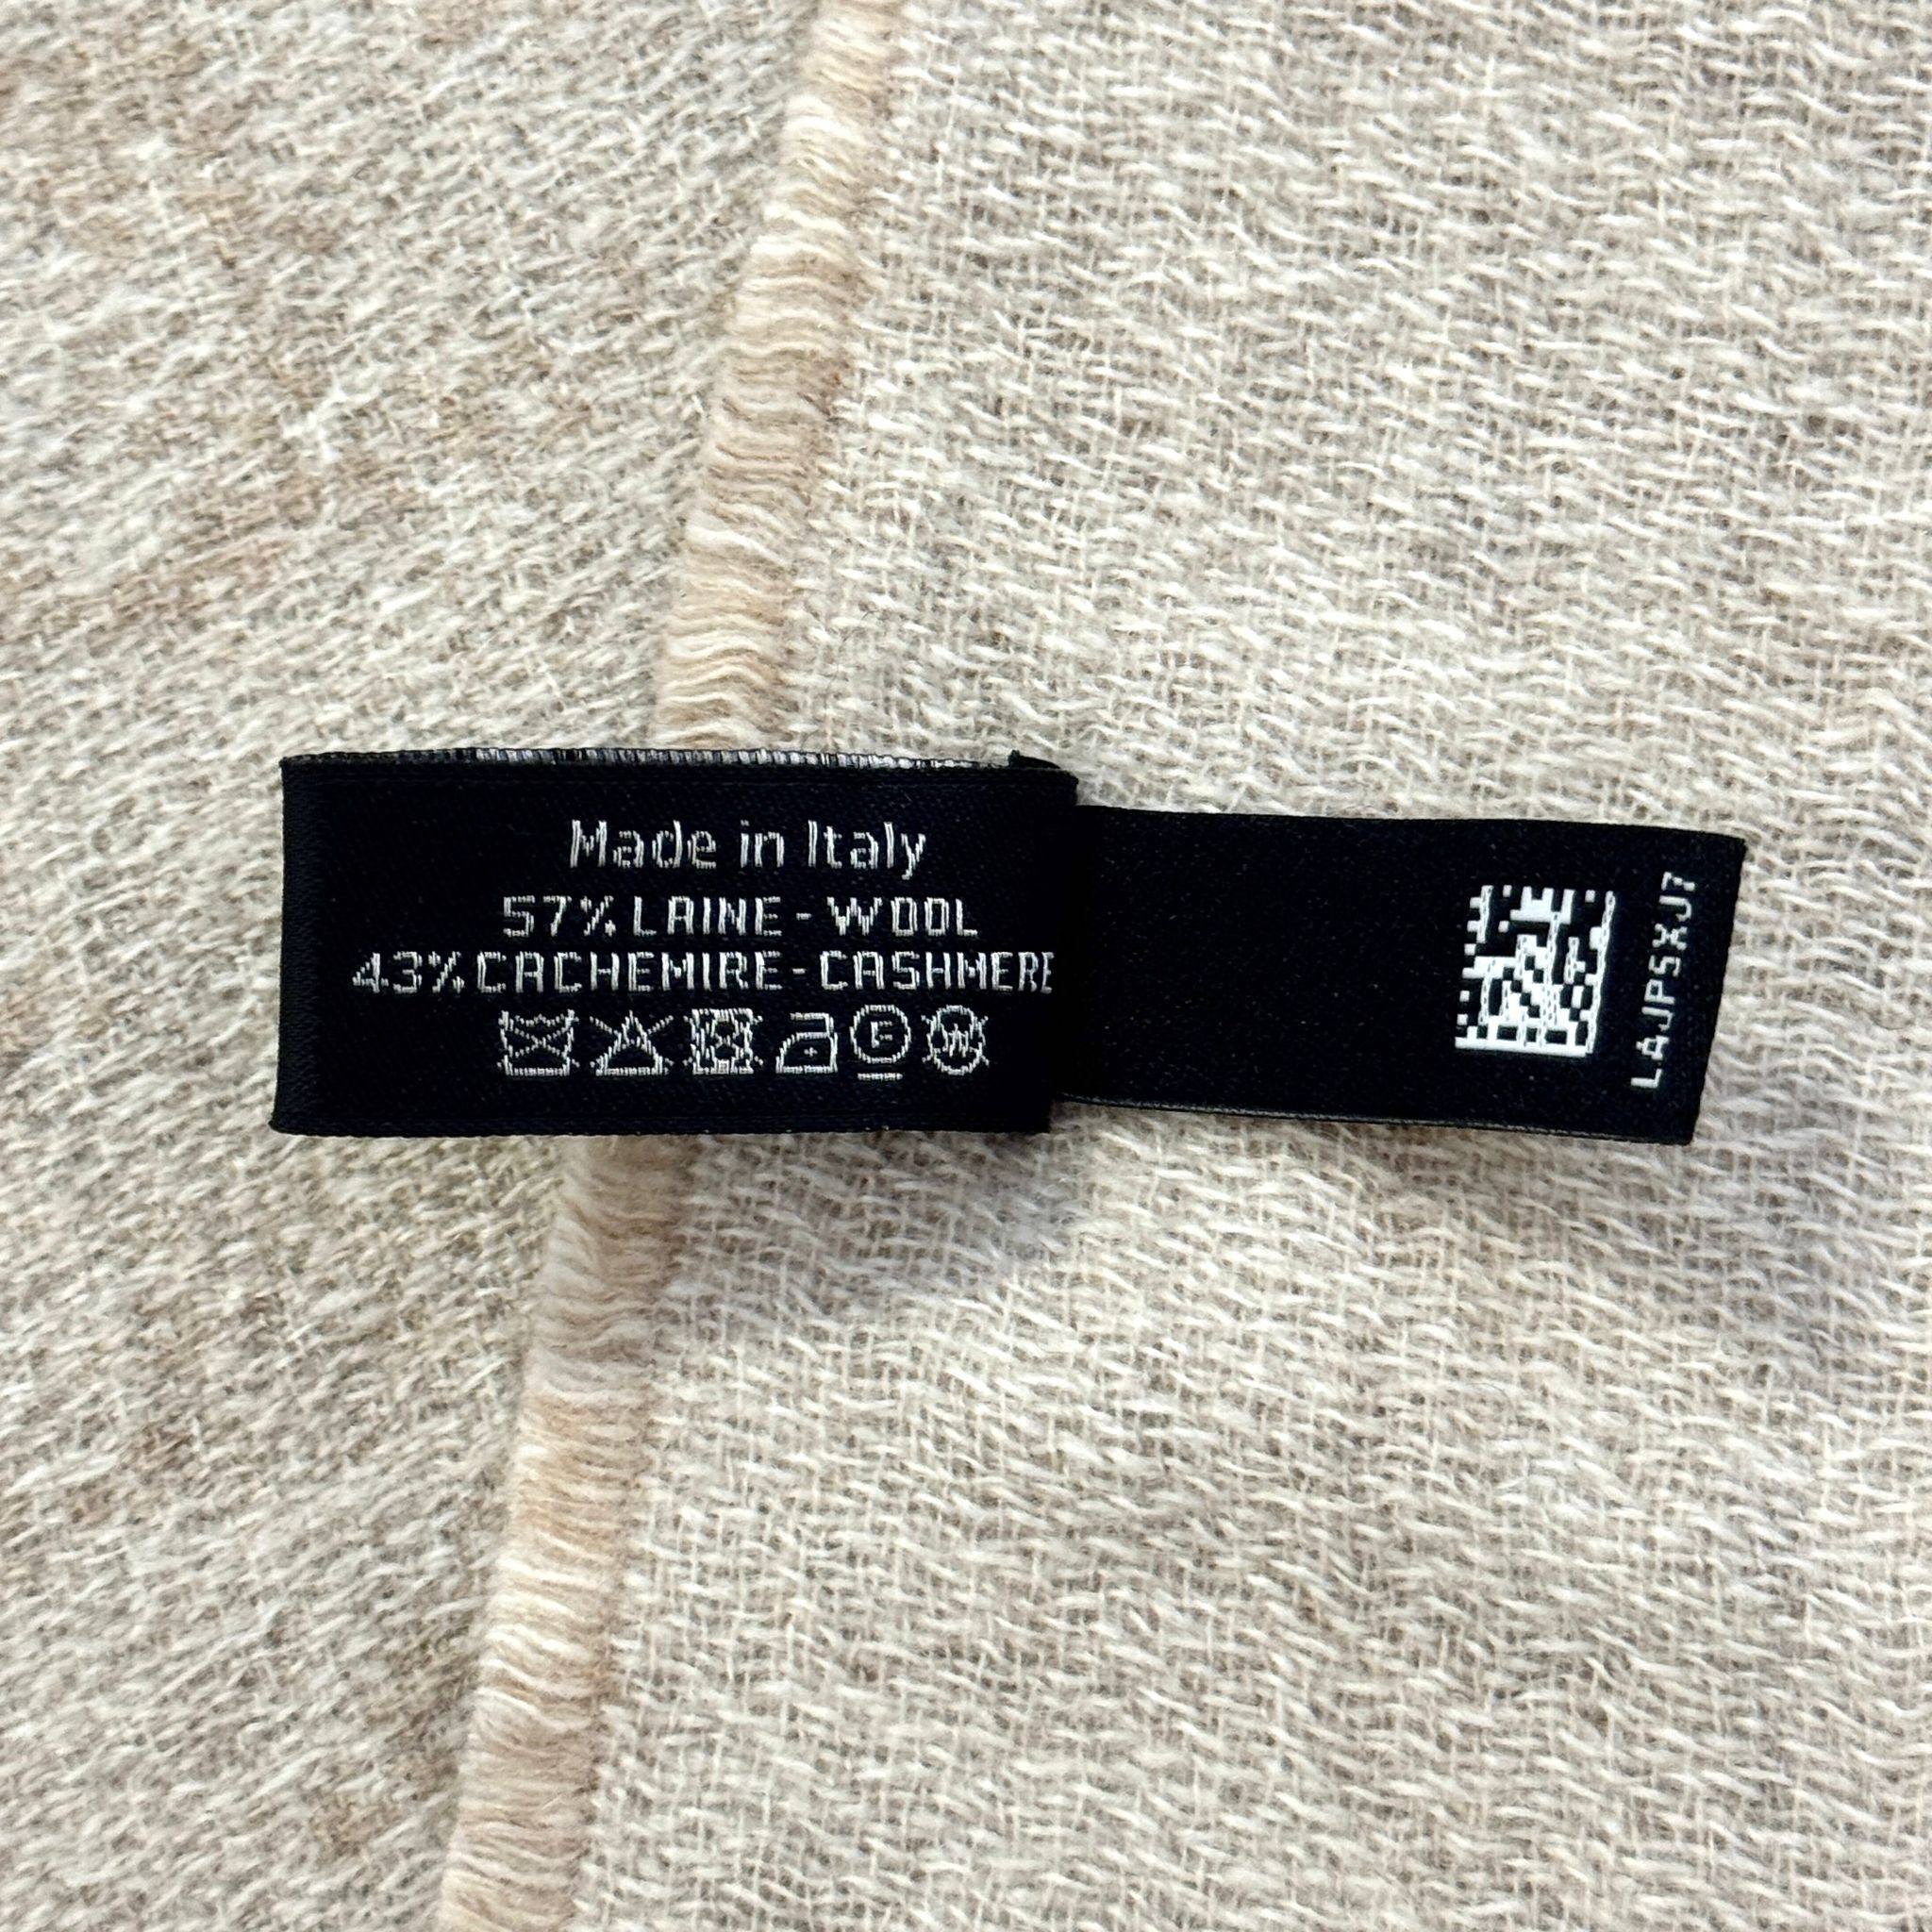 Made in Italy
57% LAINE - WOOL
43% CACHEMIRE - CASHMERE
LAJP5XJ7